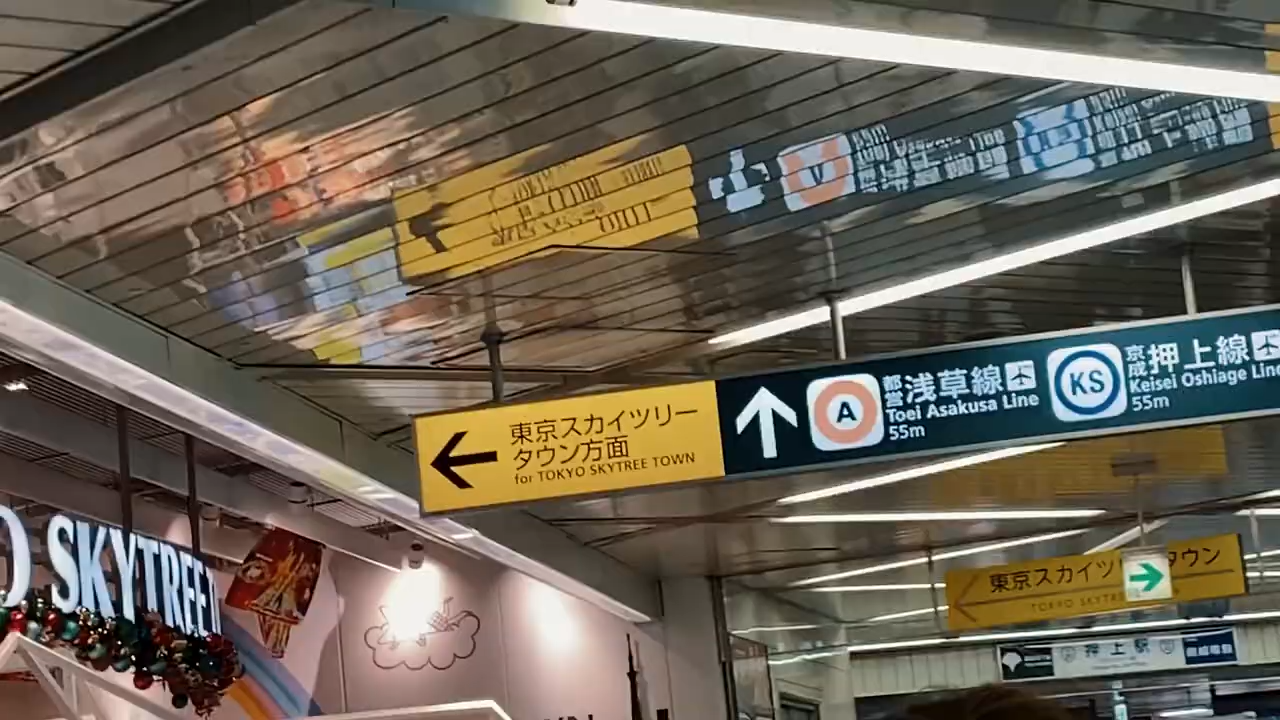 東京スカイツリー
タウン方面
for TOKYO SKYTREE TOWN
A
都営浅草線
Toei Asakusa Line
55m
KS
京成押上線
Keisei Oshiage Line
55m
SKYTREE
東京スカイツ
タウン
TOKYO
押上駅